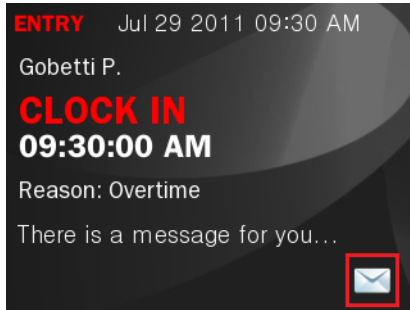 ENTRY Jul 29 2011 09:30 AM
Gobetti P.
CLOCK IN
09:30:00 AM
Reason: Overtime
There is a message for you...